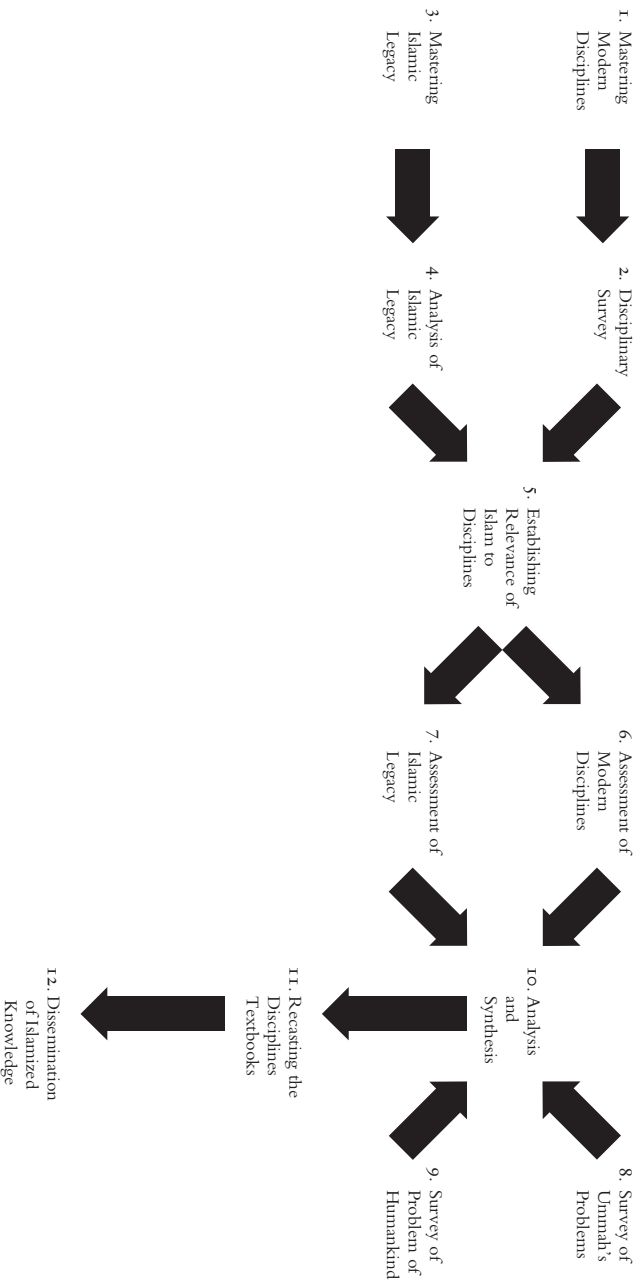 1. Mastering
Modern
Disciplines
2. Disciplinary
Survey
3. Mastering
Islamic
Legacy
4. Analysis of
Islamic
Legacy
5. Establishing
Relevance of
Islam to
Disciplines
6. Assessment of
Modern
Disciplines
7. Assessment of
Islamic
Legacy
8. Survey of
Ummah's
Problems
9. Survey of
Problem of
Humankind
10. Analysis
and
Synthesis
11. Recasting the
Disciplines
Textbooks
12. Dissemination
of Islamized
Knowledge